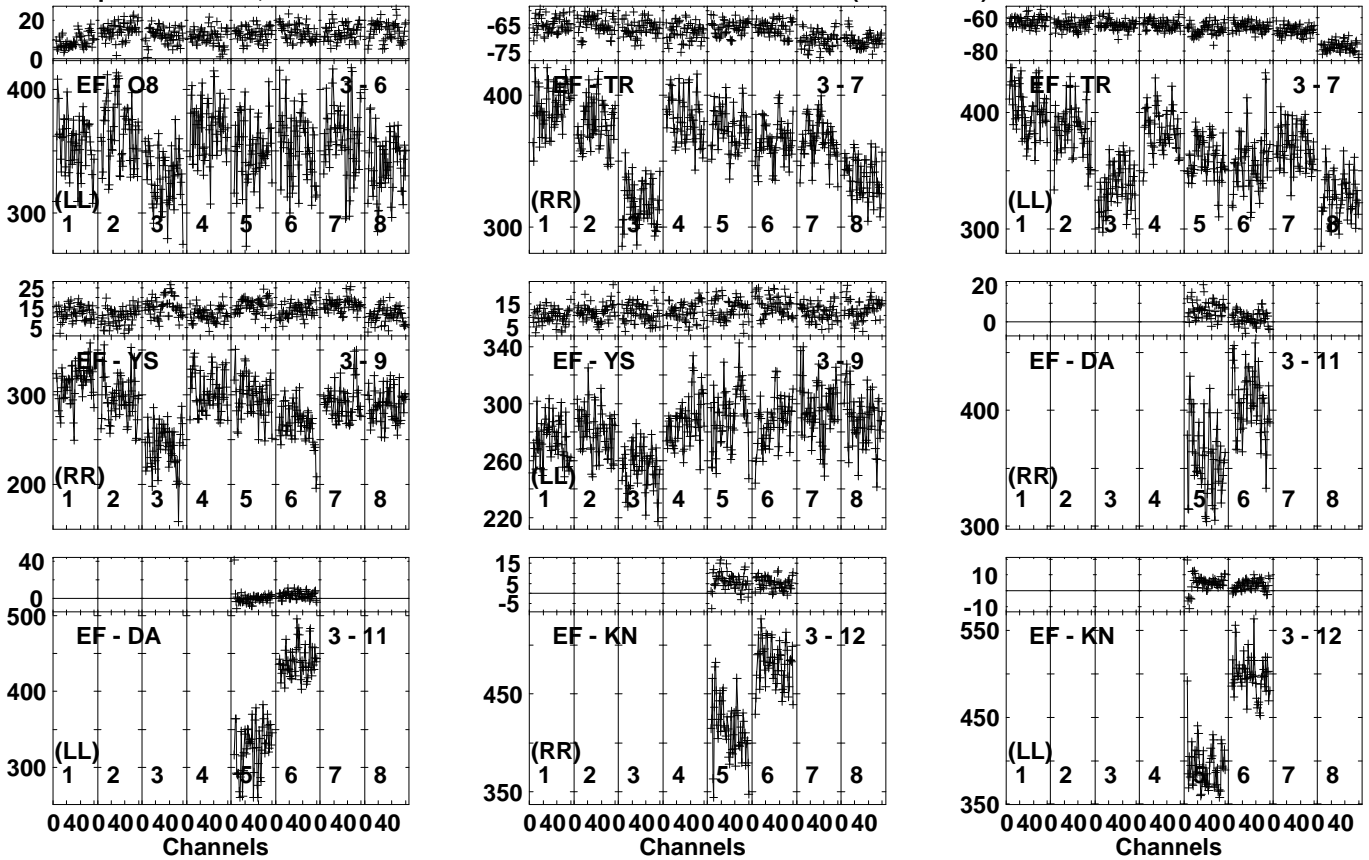 20
0
EF - O8 3 - 6
400
300
(LL)
1 2 3 4 5 6 7 8
-65
-75
EF - TR 3 - 7
400
300
(RR)
1 2 3 4 5 6 7 8
-60
-80
EF - TR 3 - 7
400
300
(LL)
1 2 3 4 5 6 7 8
25
15
5
EF - YS 3 - 9
300
200
(RR)
1 2 3 4 5 6 7 8
15
5
EF - YS 3 - 9
340
300
260
220
(LL)
1 2 3 4 5 6 7 8
20
0
EF - DA 3 - 11
400
300
(RR)
1 2 3 4 5 6 7 8
40
0
EF - DA 3 - 11
500
400
300
(LL)
1 2 3 4 5 6 7 8
0 40 0 40 0 40 0 40 0 40 0 40 0 40 0 40
Channels
15
5
-5
EF - KN 3 - 12
450
350
(RR)
1 2 3 4 5 6 7 8
0 40 0 40 0 40 0 40 0 40 0 40 0 40 0 40
Channels
10
-10
EF - KN 3 - 12
550
450
350
(LL)
1 2 3 4 5 6 7 8
0 40 0 40 0 40 0 40 0 40 0 40 0 40 0 40
Channels